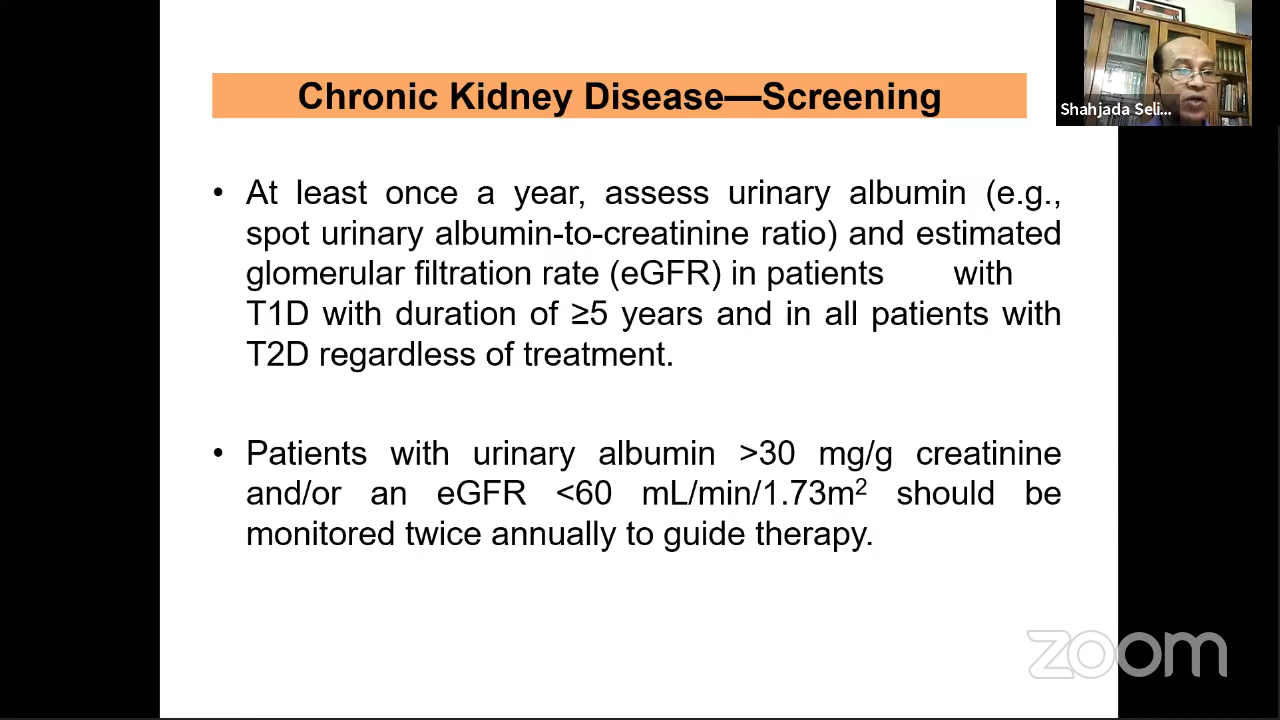 Chronic Kidney Disease—Screening
Shahjada Seli...
• At least once a year, assess urinary albumin (e.g.,
spot urinary albumin-to-creatinine ratio) and estimated
glomerular filtration rate (eGFR) in patients with
T1D with duration of ≥5 years and in all patients with
T2D regardless of treatment.
• Patients with urinary albumin >30 mg/g creatinine
and/or an eGFR <60 mL/min/1.73m² should be
monitored twice annually to guide therapy.
zoom